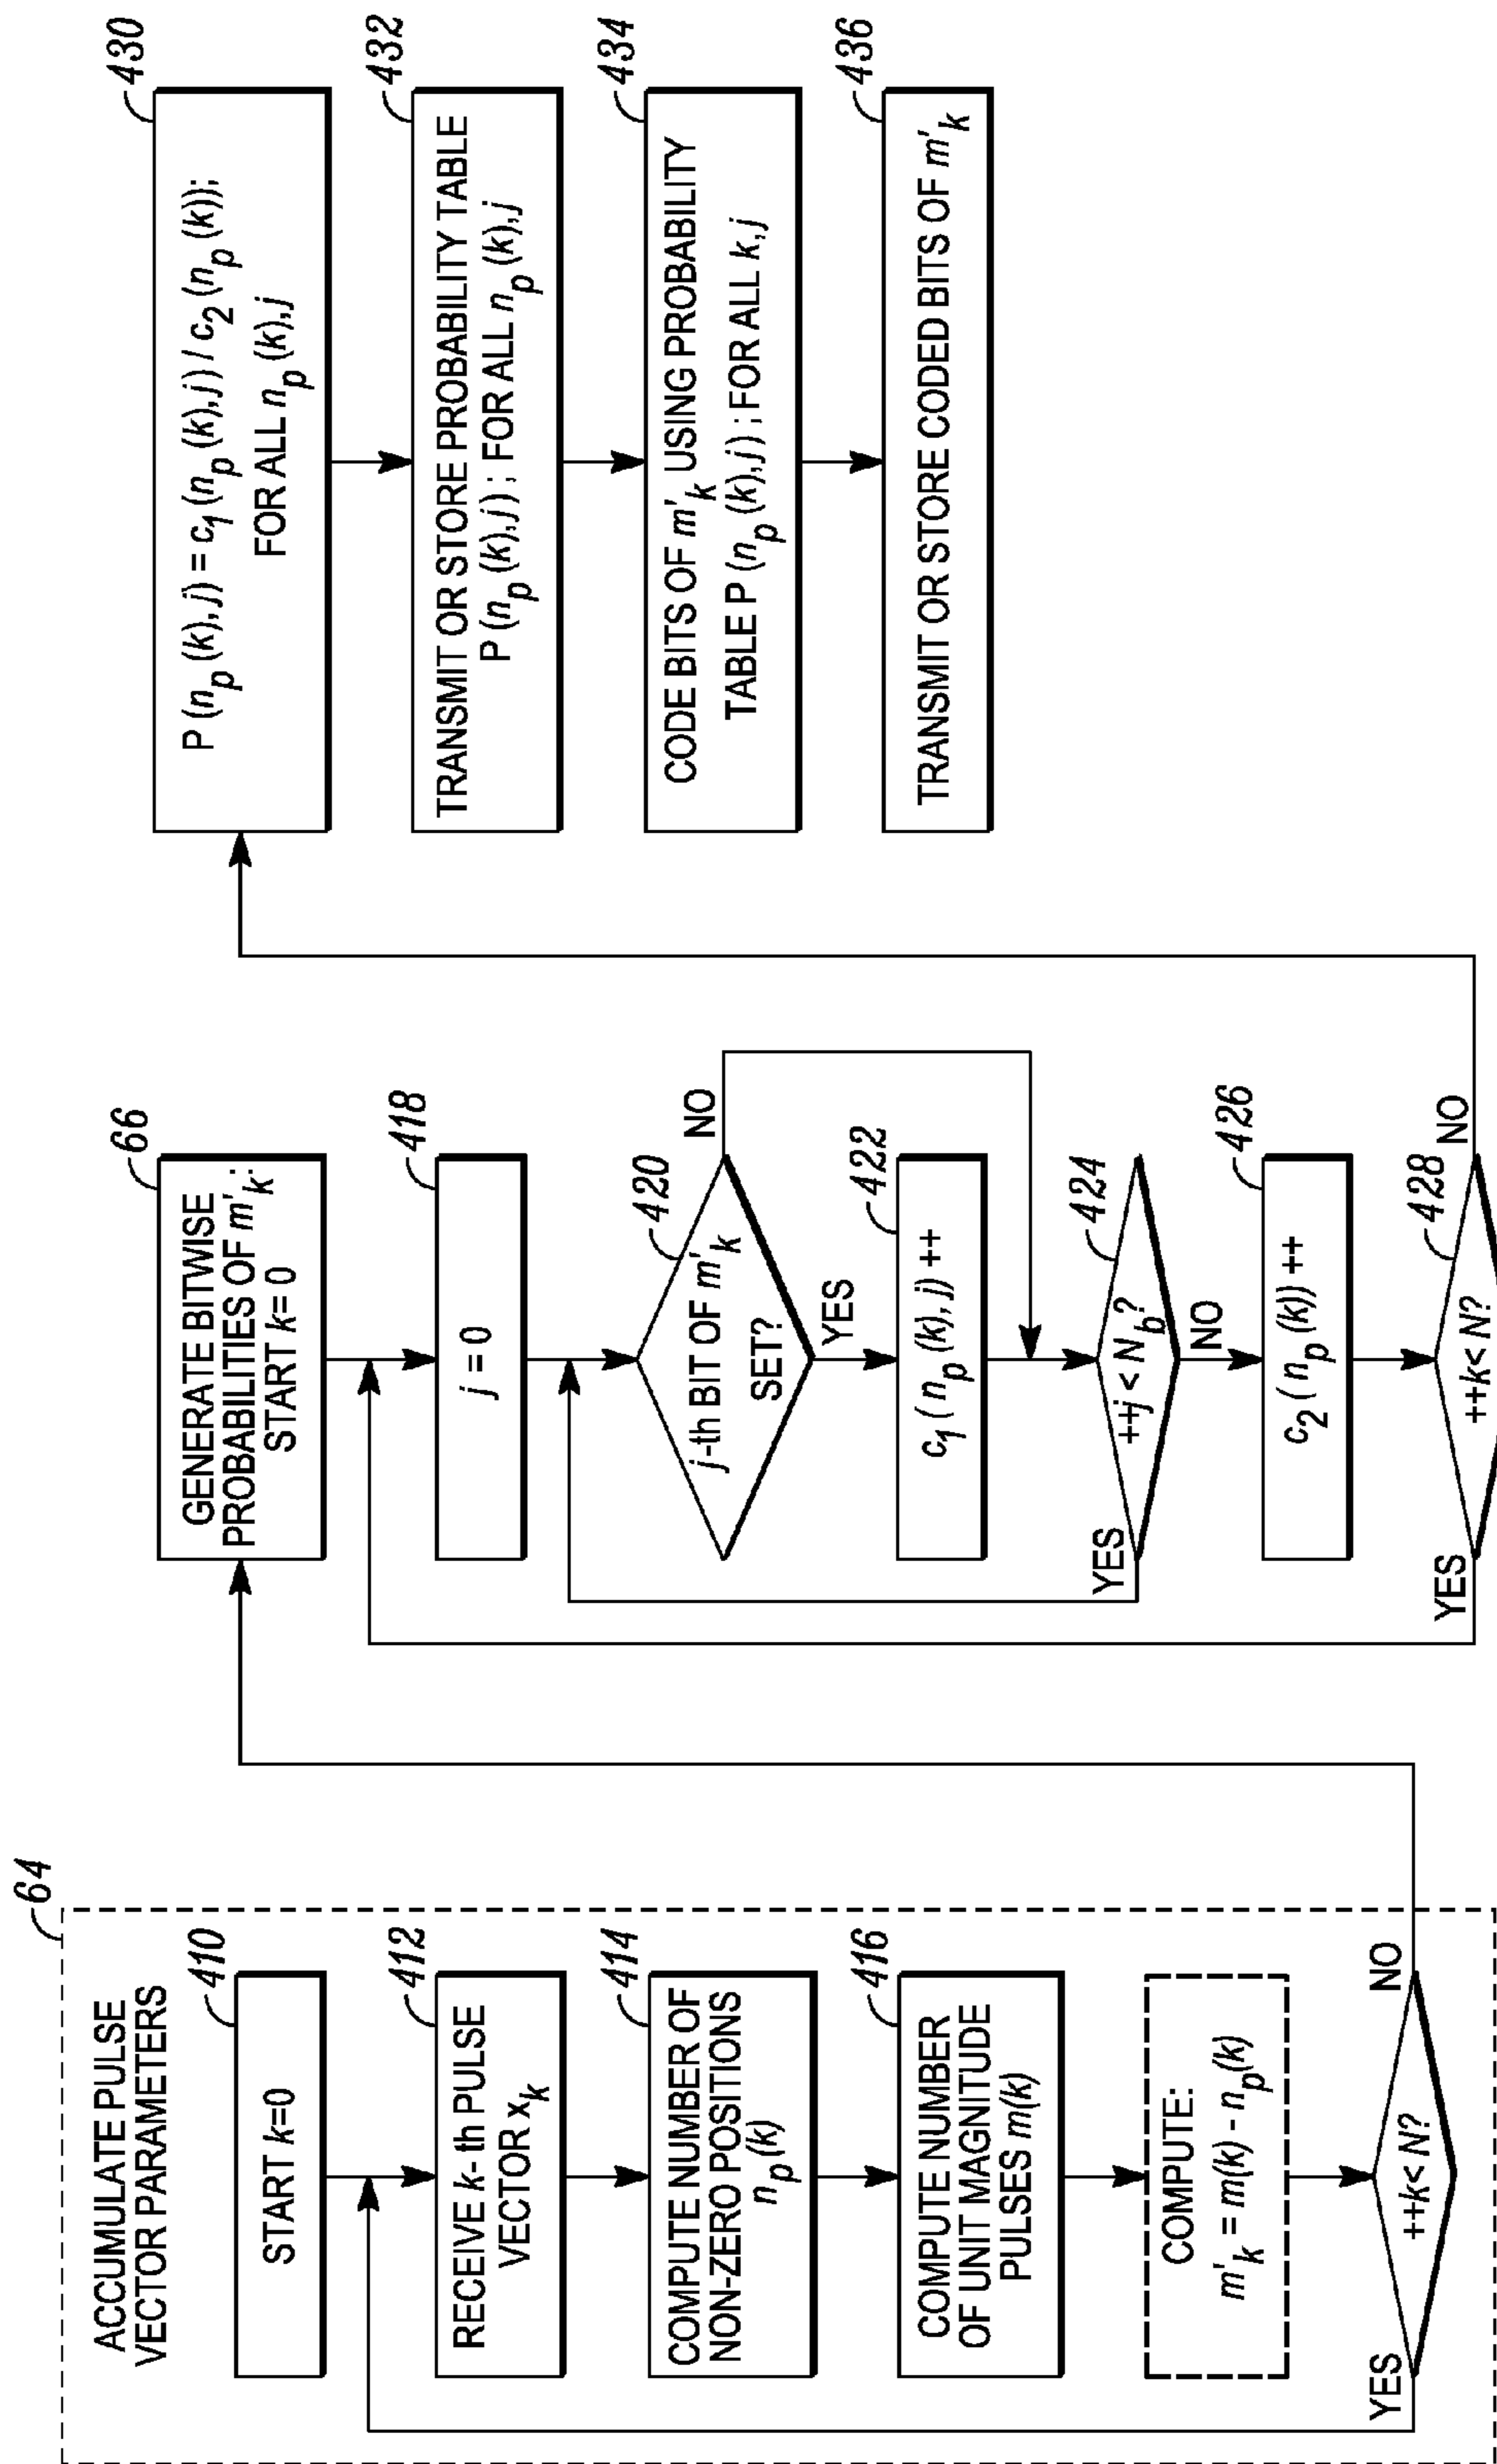 64
ACCUMULATE PULSE
VECTOR PARAMETERS
410
START k=0
412
RECEIVE k- th PULSE
VECTOR x_k
414
COMPUTE NUMBER OF
NON-ZERO POSITIONS
n_p(k)
416
COMPUTE NUMBER
OF UNIT MAGNITUDE
PULSES m(k)
COMPUTE:
m'_k = m(k) - n_p(k)
++k< N?
YES
NO
66
GENERATE BITWISE
PROBABILITIES OF m'_k:
START k= 0
418
j = 0
420
j-th BIT OF m'_k
SET?
NO
YES
422
c_1(n_p(k), j) ++
424
++j < N_b?
YES
NO
426
c_2(n_p(k)) ++
428
++k< N?
YES
NO
430
P(n_p(k),j) = c_1(n_p(k),j) / c_2(n_p(k));
FOR ALL n_p(k),j
432
TRANSMIT OR STORE PROBABILITY TABLE
P(n_p(k),j) ; FOR ALL n_p(k),j
434
CODE BITS OF m'_k USING PROBABILITY
TABLE P(n_p(k),j) ; FOR ALL k,j
436
TRANSMIT OR STORE CODED BITS OF m'_k